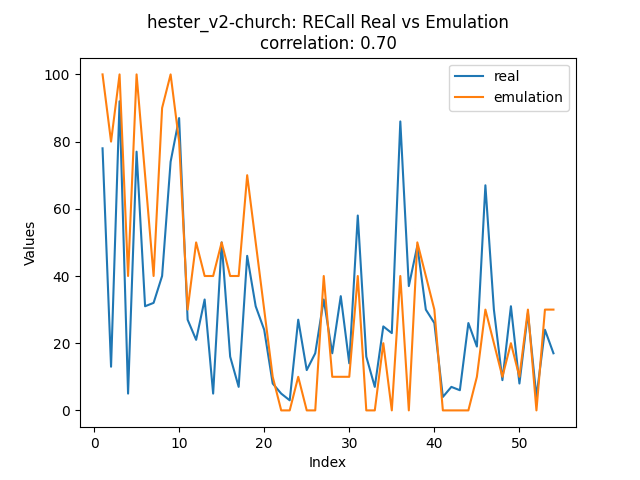 hester_v2-church: RECall Real vs Emulation
correlation: 0.70
real
emulation
100
80
60
40
20
0
Values
0 10 20 30 40 50
Index